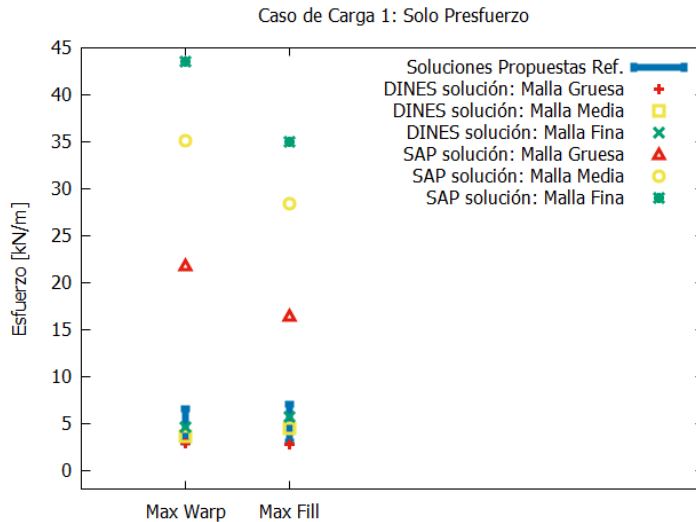 Caso de Carga 1: Solo Presfuerzo
45
40
35
30
25
20
15
10
5
0
Esfuerzo [kN/m]
Soluciones Propuestas Ref.
DINES solución: Malla Gruesa
DINES solución: Malla Media
DINES solución: Malla Fina
SAP solución: Malla Gruesa
SAP solución: Malla Media
SAP solución: Malla Fina
Max Warp
Max Fill